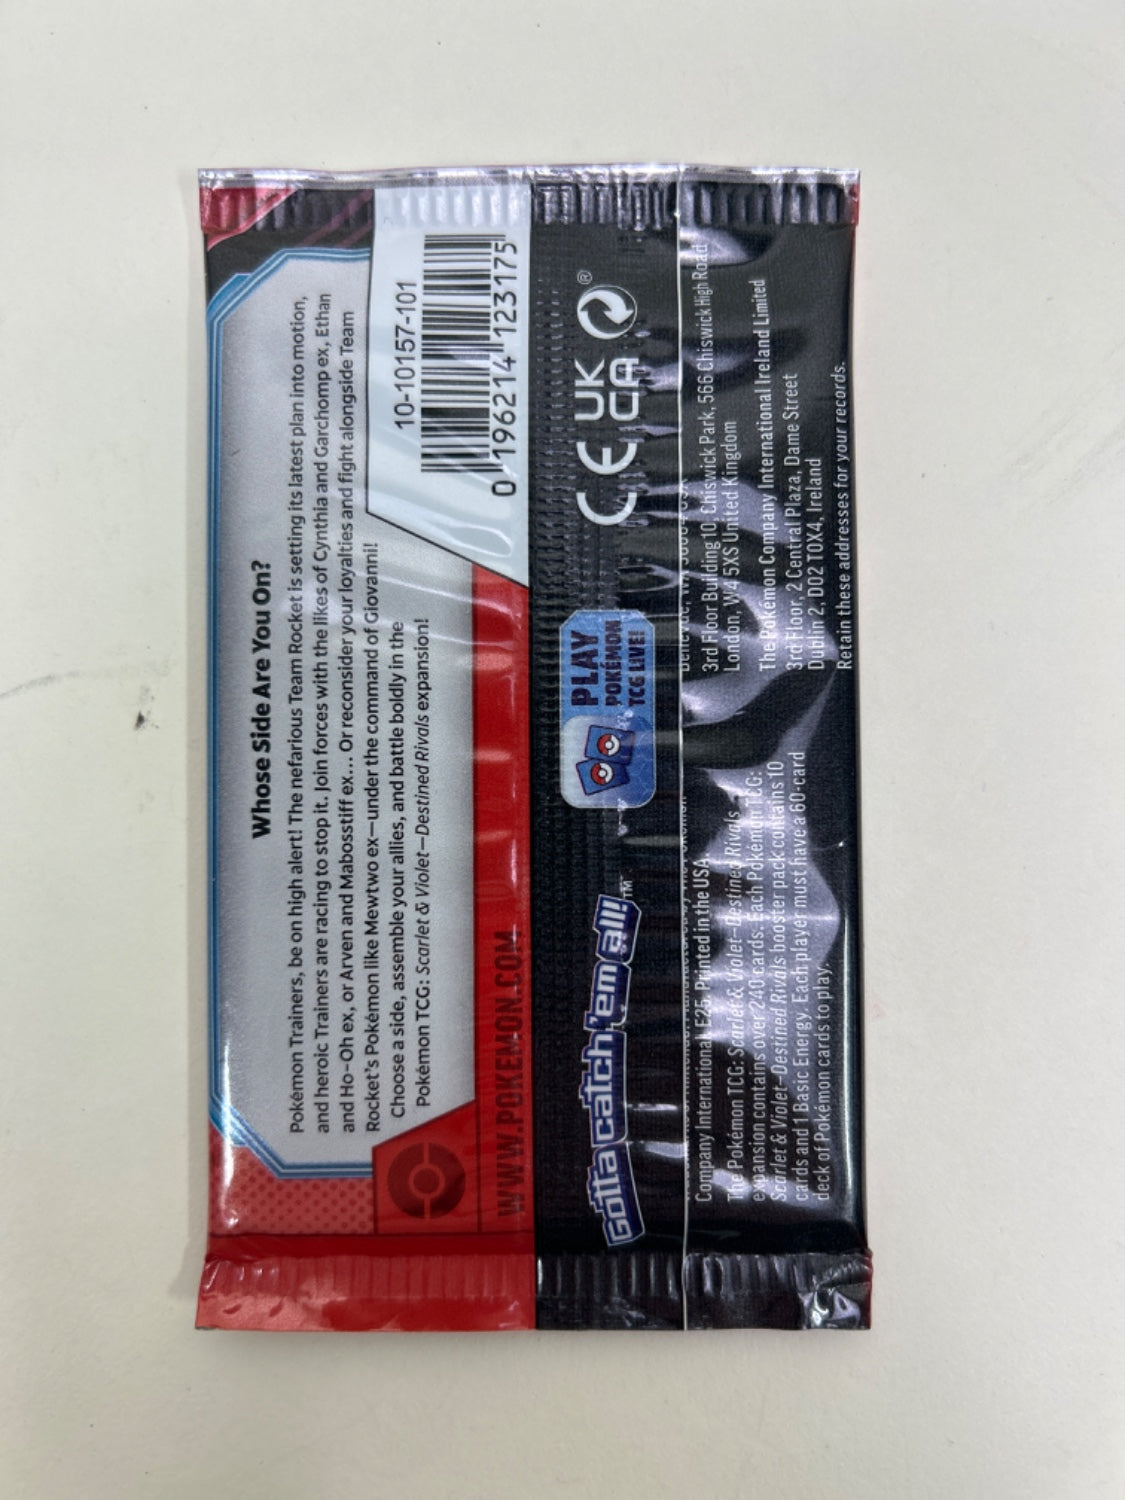 Whose Side Are You On?
Pokémon Trainers, be on high alert! The nefarious Team Rocket is setting its latest plan into motion,
and heroic Trainers are racing to stop it. Join forces with the likes of Cynthia and Garchomp ex, Ethan
and Ho-Oh ex, or Arven and Mabosstiff ex... Or reconsider your loyalties and fight alongside Team
Rocket's Pokémon like Mewtwo ex—under the command of Giovanni!
Choose a side, assemble your allies, and battle boldly in the
Pokémon TCG: Scarlet & Violet—Destined Rivals expansion!
10-10157-101
0 196214 123175
WWW.POKEMON.COM
Gotta catch 'em all!™
PLAY
POKÉMON
TCG LIVE!
CE UK
CA
®
Company International. E25. Printed in the USA.
The Pokémon TCG: Scarlet & Violet—Destined Rivals
expansion contains over 240 cards. Each Pokémon TCG:
Scarlet & Violet—Destined Rivals booster pack contains 10
cards and 1 Basic Energy. Each player must have a 60-card
deck of Pokémon cards to play.
3rd Floor Building 10, Chiswick Park, 566 Chiswick High Road
London, W4 5XS United Kingdom
The Pokémon Company International Ireland Limited
3rd Floor, 2 Central Plaza, Dame Street
Dublin 2, D02 T0X4, Ireland
Retain these addresses for your records.